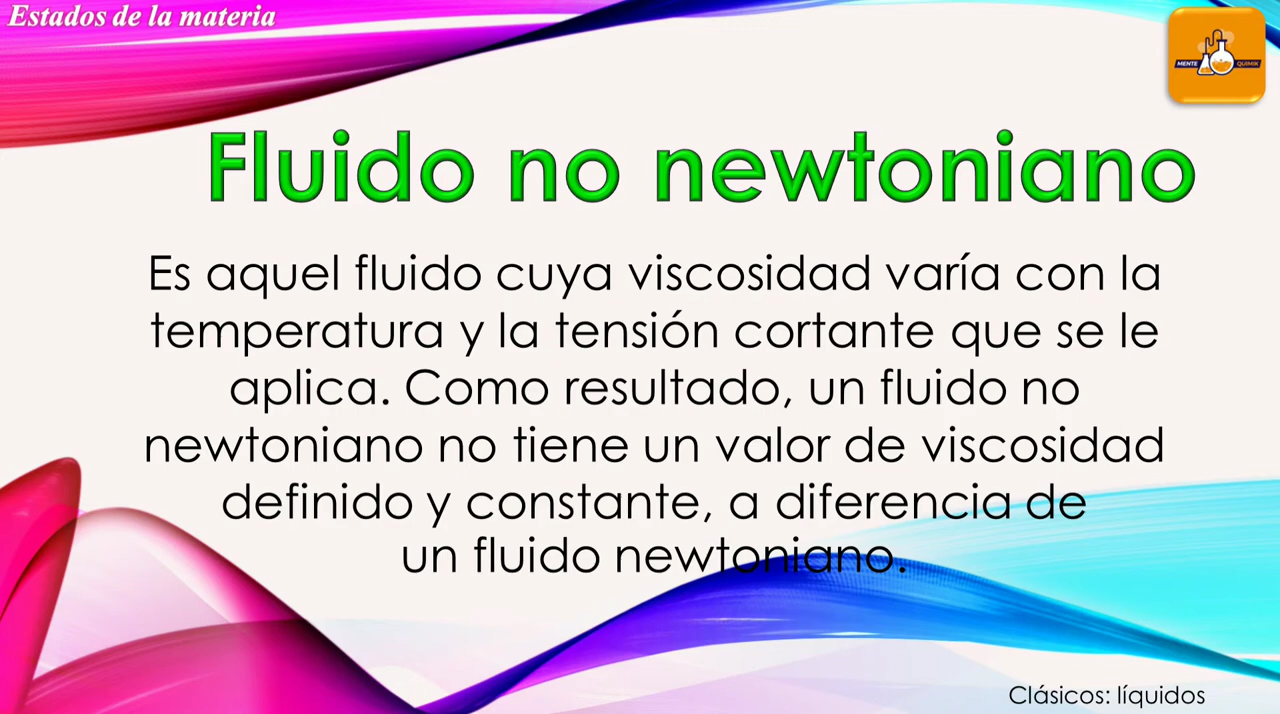 Estados de la materia
MENTE QUIMIK
Fluido no newtoniano
Es aquel fluido cuya viscosidad varía con la
temperatura y la tensión cortante que se le
aplica. Como resultado, un fluido no
newtoniano no tiene un valor de viscosidad
definido y constante, a diferencia de
un fluido newtoniano.
Clásicos: líquidos